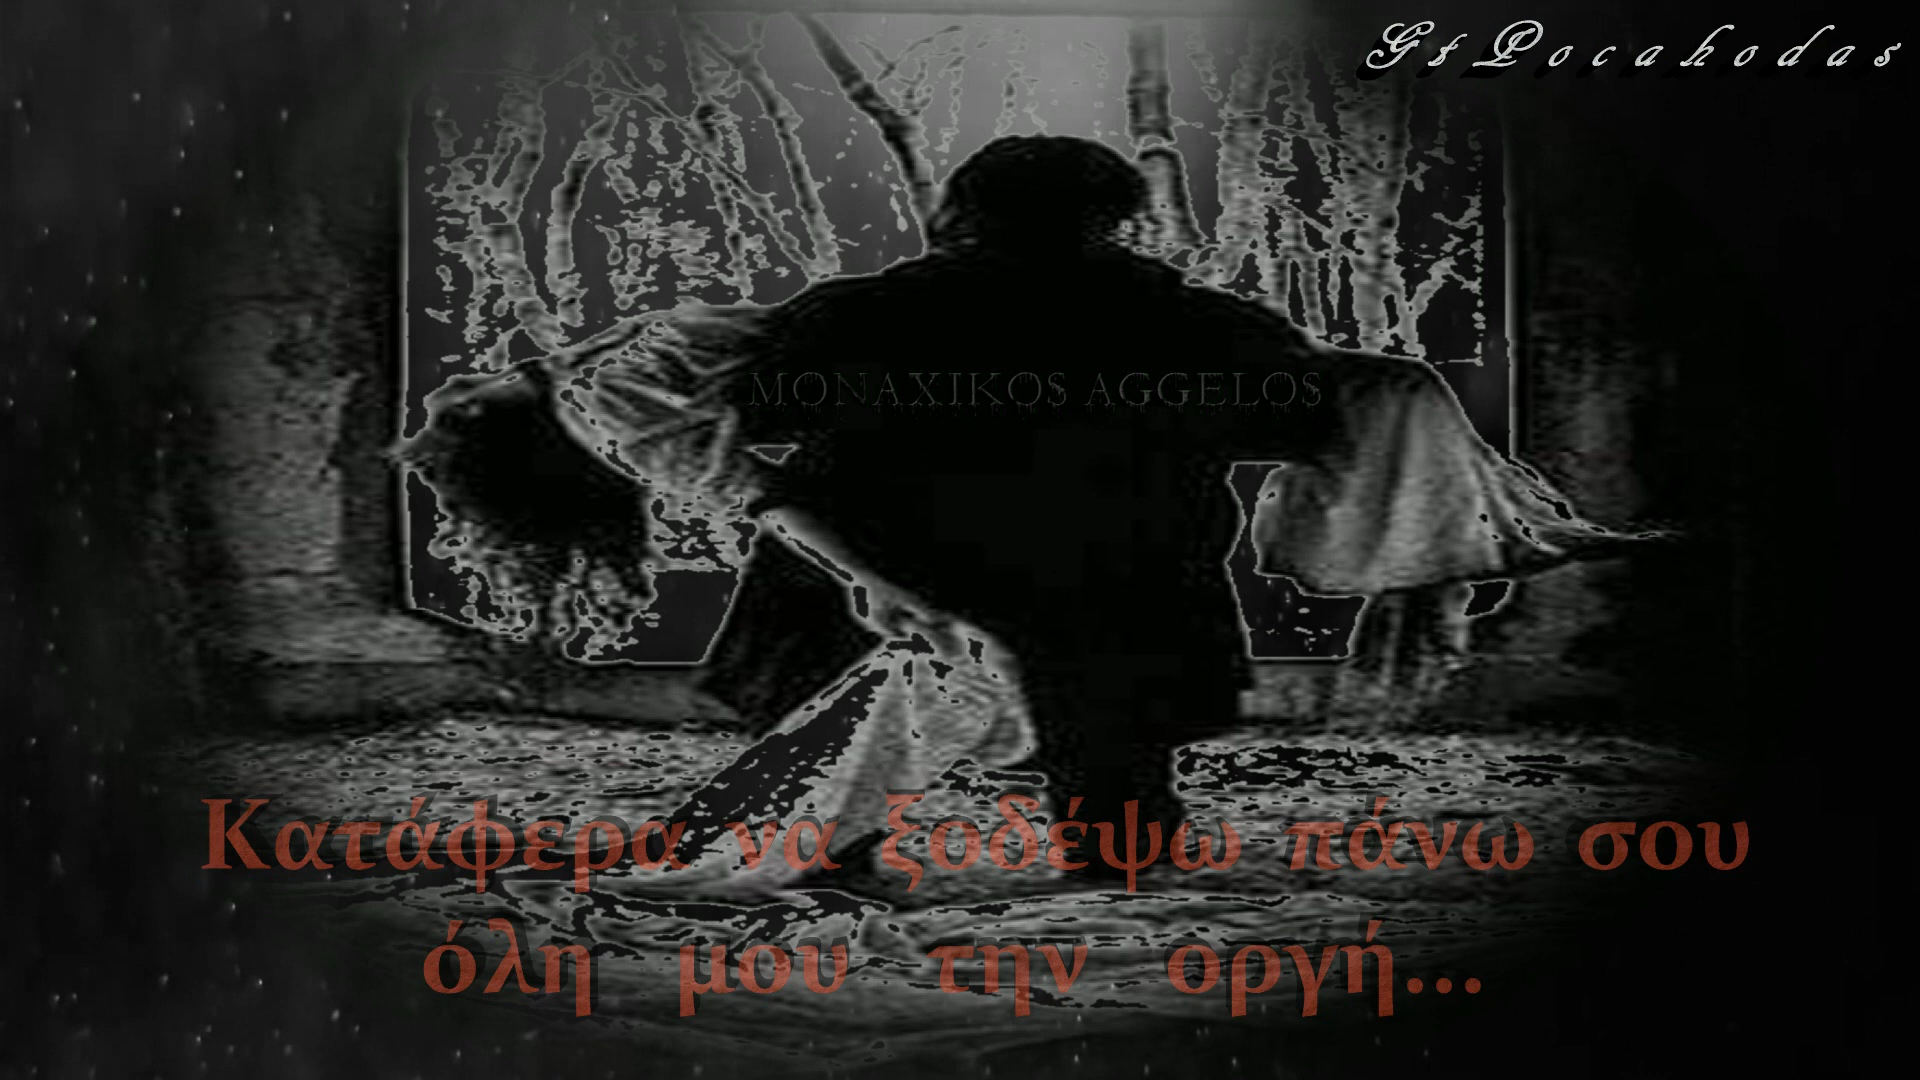 GtPocahodas
MONAXIKOS AGGELOS
Κατάφερα να ξοδέψω πάνω σου
όλη μου την οργή...